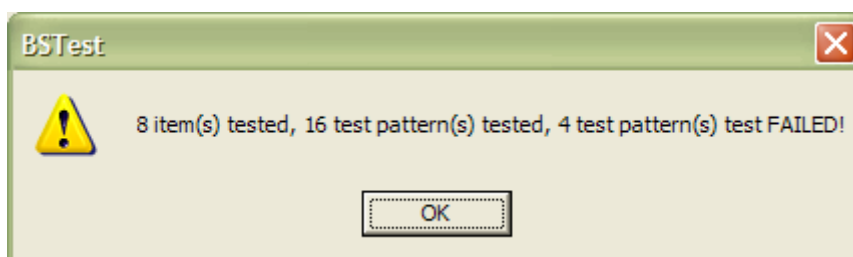 BSTest
8 item(s) tested, 16 test pattern(s) tested, 4 test pattern(s) test FAILED!
OK